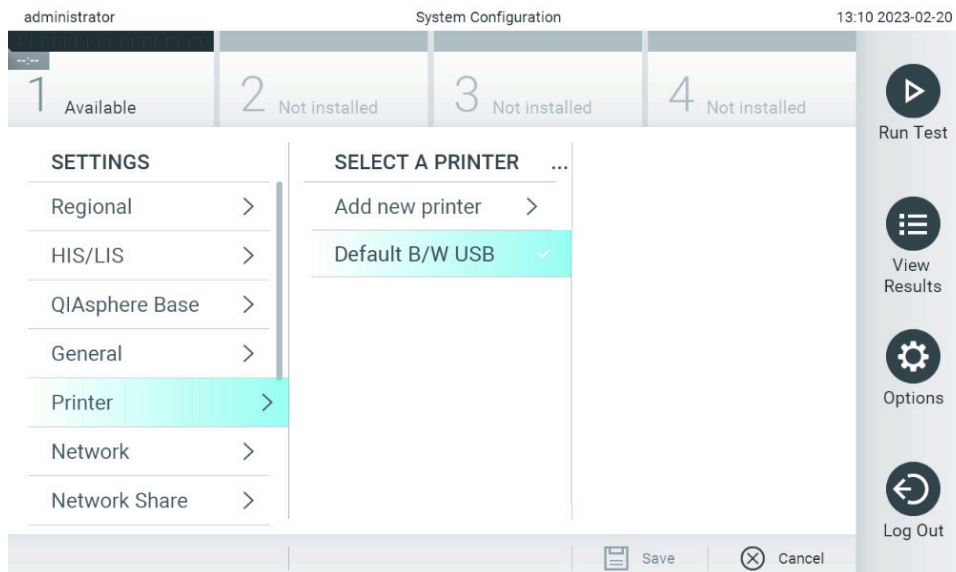 administrator
System Configuration
13:10 2023-02-20
--:--
1 Available
2 Not installed
3 Not installed
4 Not installed
Run Test
View
Results
Options
Log Out
SETTINGS
Regional
HIS/LIS
QIAsphere Base
General
Printer
Network
Network Share
SELECT A PRINTER ...
Add new printer
Default B/W USB
Save
Cancel